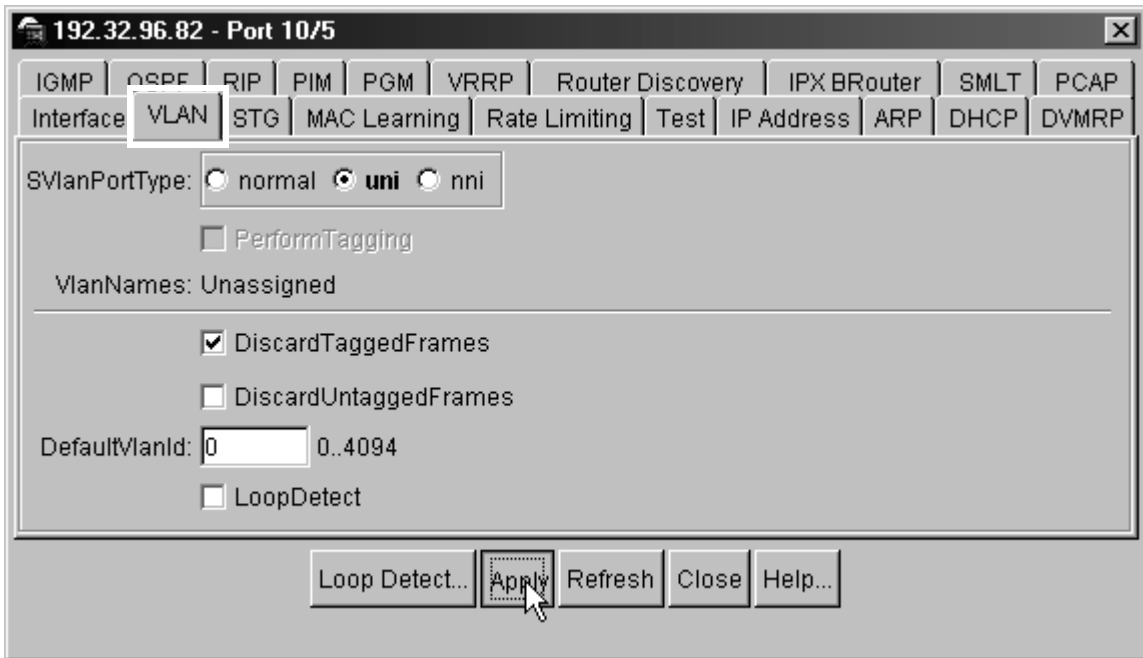 192.32.96.82 - Port 10/5
IGMP OSPF RIP PIM PGM VRRP Router Discovery IPX BRouter SMLT PCAP
Interface VLAN STG MAC Learning Rate Limiting Test IP Address ARP DHCP DVMRP
SVlanPortType: normal uni nni
PerformTagging
VlanNames: Unassigned
DiscardTaggedFrames
DiscardUntaggedFrames
DefaultVlanId: 0 0..4094
LoopDetect
Loop Detect... Apply Refresh Close Help...